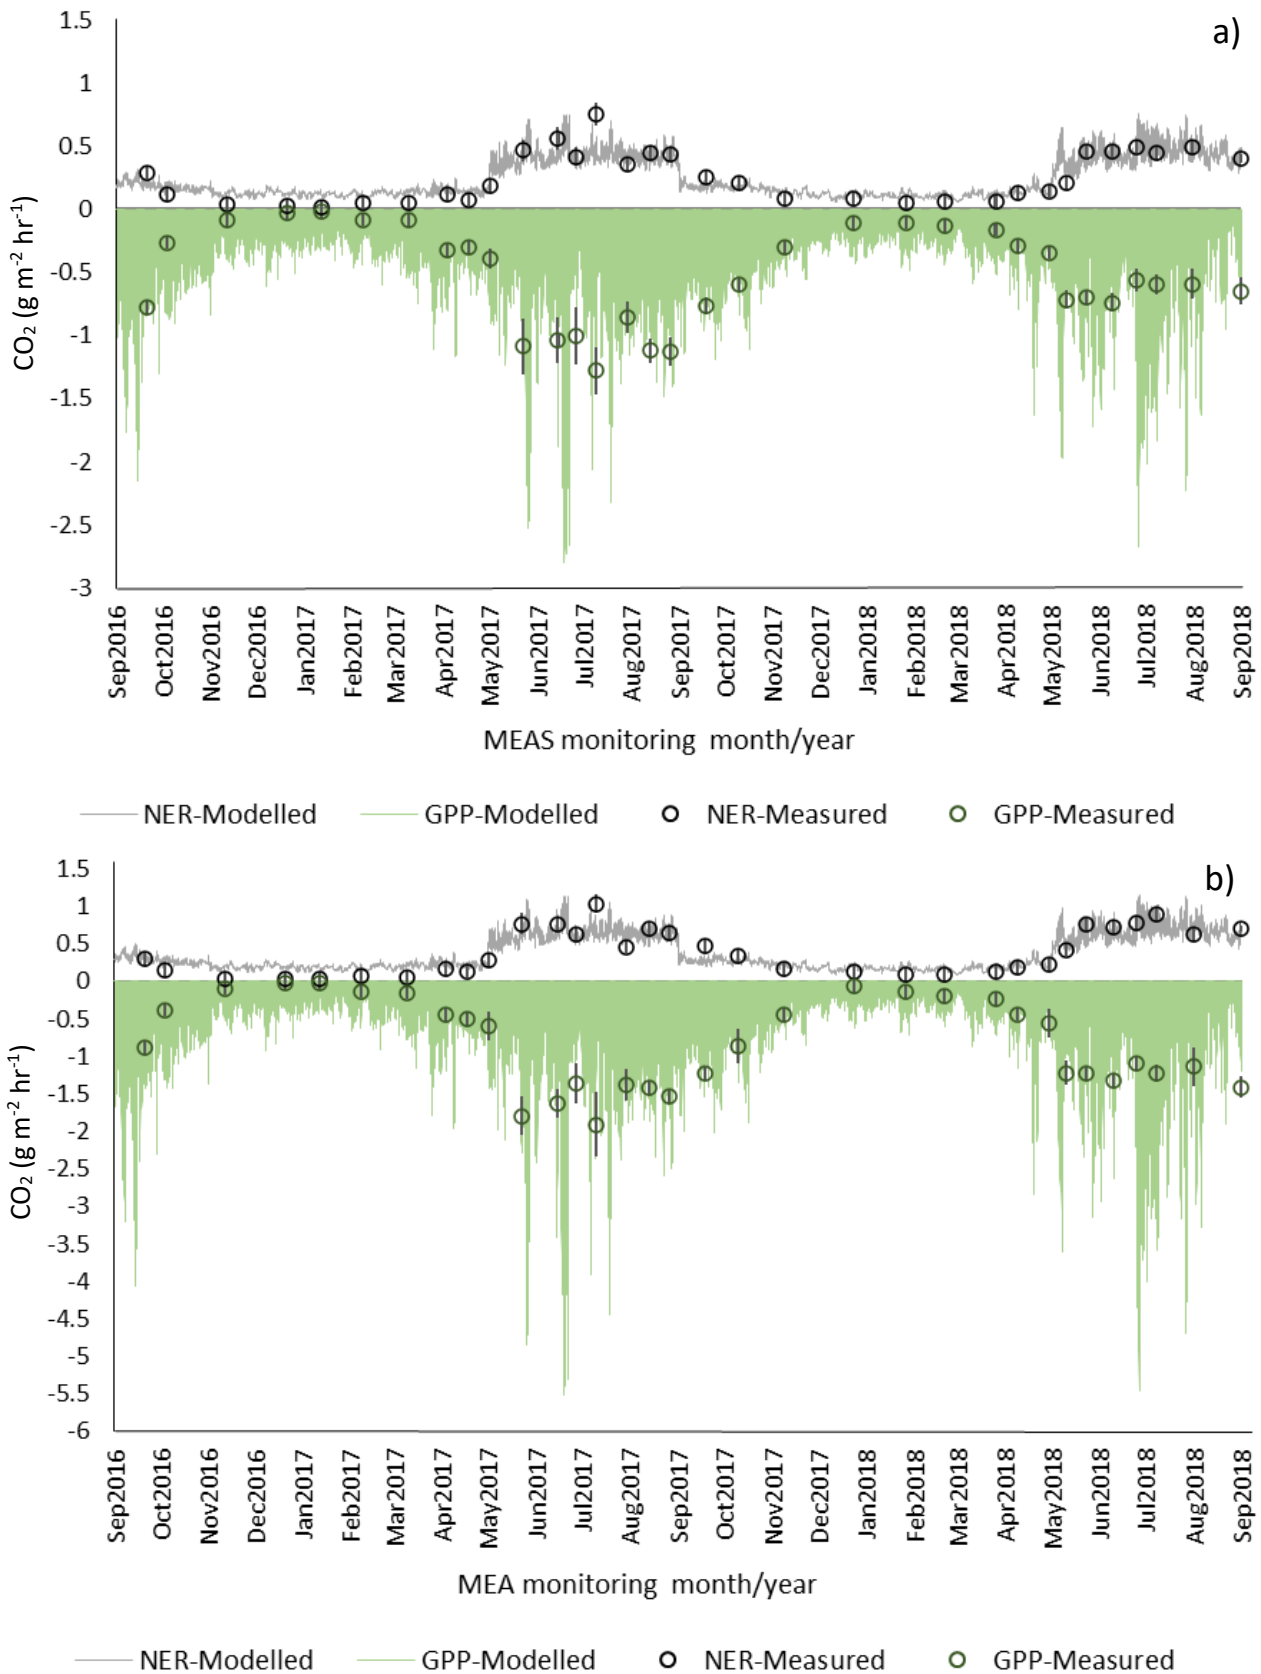 a)
1.5
1
0.5
0
-0.5
-1
-1.5
-2
-2.5
-3
CO₂ (g m⁻² hr⁻¹)
Sep2016
Oct2016
Nov2016
Dec2016
Jan2017
Feb2017
Mar2017
Apr2017
May2017
Jun2017
Jul2017
Aug2017
Sep2017
Oct2017
Nov2017
Dec2017
Jan2018
Feb2018
Mar2018
Apr2018
May2018
Jun2018
Jul2018
Aug2018
Sep2018
MEAS monitoring month/year
NER-Modelled GPP-Modelled NER-Measured GPP-Measured
b)
1.5
1
0.5
0
-0.5
-1
-1.5
-2
-2.5
-3
-3.5
-4
-4.5
-5
-5.5
-6
CO₂ (g m⁻² hr⁻¹)
Sep2016
Oct2016
Nov2016
Dec2016
Jan2017
Feb2017
Mar2017
Apr2017
May2017
Jun2017
Jul2017
Aug2017
Sep2017
Oct2017
Nov2017
Dec2017
Jan2018
Feb2018
Mar2018
Apr2018
May2018
Jun2018
Jul2018
Aug2018
Sep2018
MEA monitoring month/year
NER-Modelled GPP-Modelled NER-Measured GPP-Measured